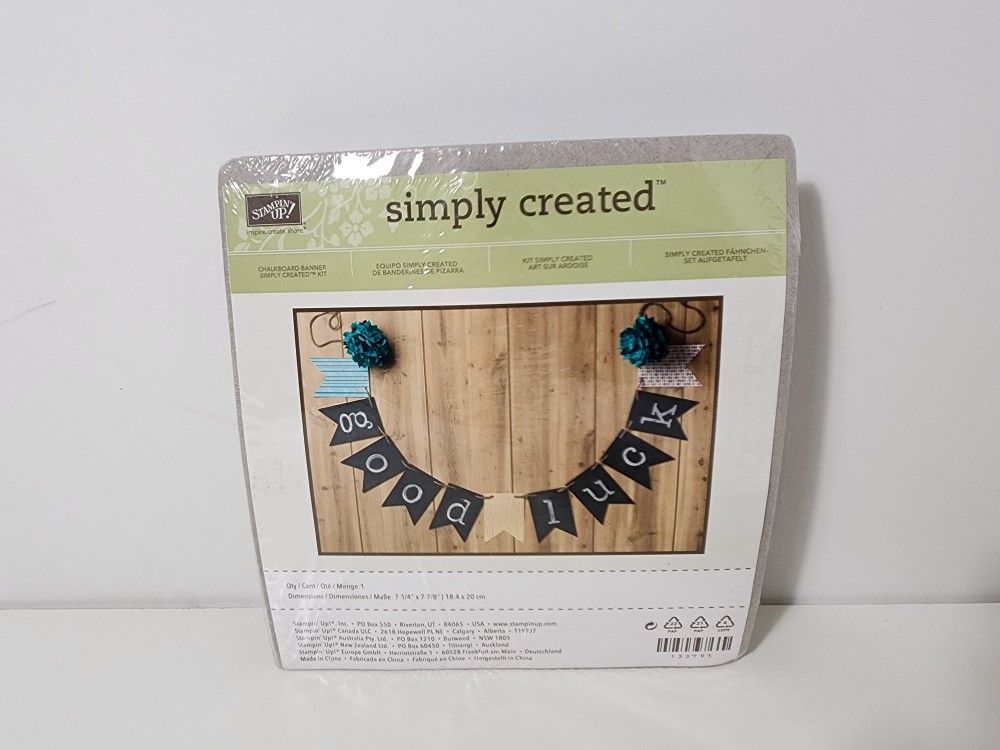 STAMPIN' UP!
inspire.create.share.
simply created™
CHALKBOARD BANNER
SIMPLY CREATED™ KIT
EQUIPO SIMPLY CREATED
DE BANDERINES DE PIZARRA
KIT SIMPLY CREATED
ART SUR ARDOISE
SIMPLY CREATED FÄHNCHEN-
SET AUFGETAFELT
good luck
Qty / Cant / Qté / Menge: 1
Dimensions / Dimensiones / Maße: 7-1/4" x 7-7/8" | 18.4 x 20 cm
Stampin' Up!®, Inc. • PO Box 550 • Riverton, UT • 84065 • USA • www.stampinup.com
Stampin' Up!® Canada ULC • 2618 Hopewell PL NE • Calgary • Alberta • T1Y7J7
Stampin' Up!® Australia Pty. Ltd. • PO Box 1210 • Burwood • NSW 1805
Stampin' Up!® New Zealand Ltd. • PO Box 60450 • Titirangi • Auckland
Stampin' Up!® Europe GmbH • Herriotstraße 1 • 60528 Frankfurt am Main • Deutschland
Made in China • Fabricada en China • Fabriqué en Chine • Hergestellt in China
PAP PAP LDPE
133795